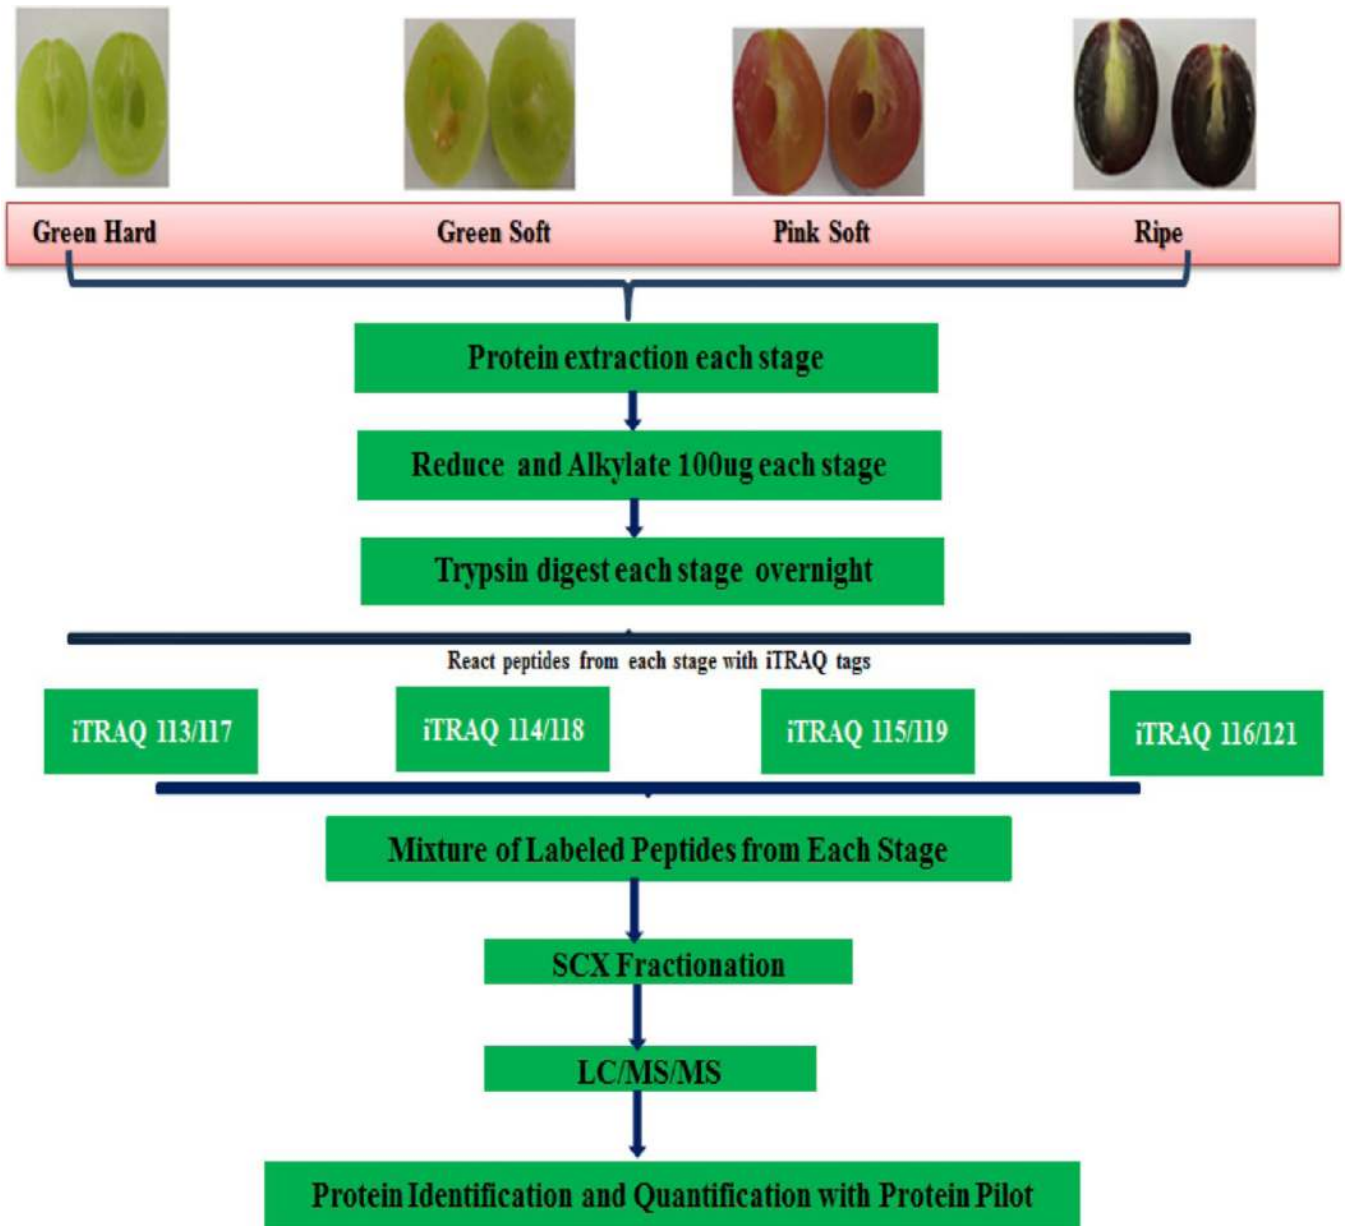 Green Hard
Green Soft
Pink Soft
Ripe
Protein extraction each stage
Reduce and Alkylate 100ug each stage
Trypsin digest each stage overnight
React peptides from each stage with iTRAQ tags
iTRAQ 113/117
iTRAQ 114/118
iTRAQ 115/119
iTRAQ 116/121
Mixture of Labeled Peptides from Each Stage
SCX Fractionation
LC/MS/MS
Protein Identification and Quantification with Protein Pilot